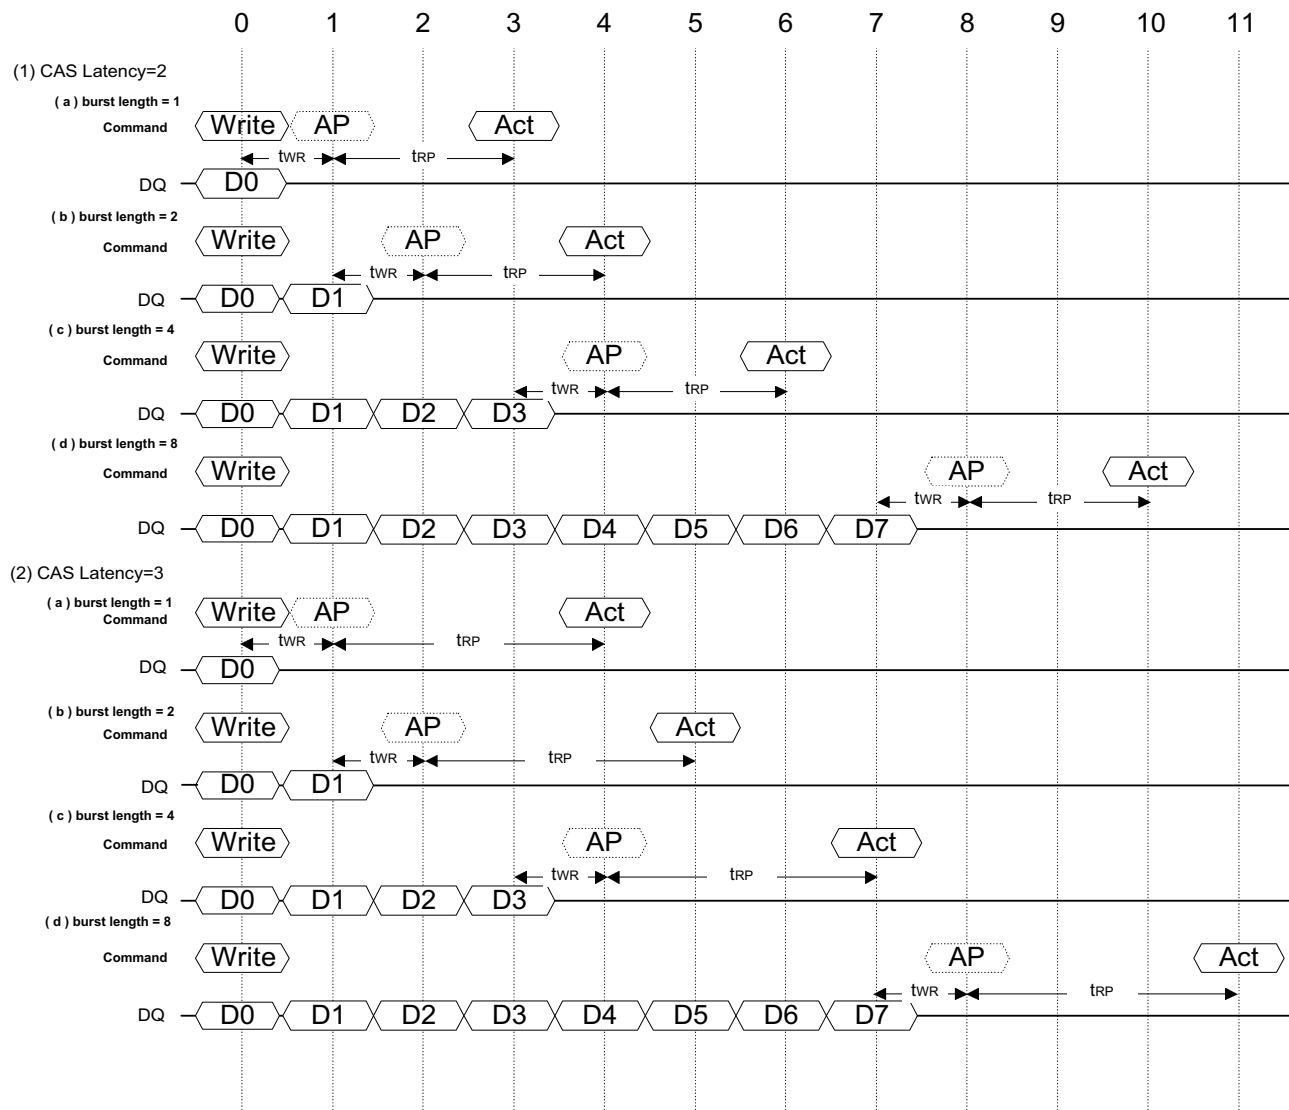 0 1 2 3 4 5 6 7 8 9 10 11
(1) CAS Latency=2
( a ) burst length = 1
Command Write AP Act
tWR tRP
DQ D0
( b ) burst length = 2
Command Write AP Act
tWR tRP
DQ D0 D1
( c ) burst length = 4
Command Write AP Act
tWR tRP
DQ D0 D1 D2 D3
( d ) burst length = 8
Command Write AP Act
tWR tRP
DQ D0 D1 D2 D3 D4 D5 D6 D7
(2) CAS Latency=3
( a ) burst length = 1
Command Write AP Act
tWR tRP
DQ D0
( b ) burst length = 2
Command Write AP Act
tWR tRP
DQ D0 D1
( c ) burst length = 4
Command Write AP Act
tWR tRP
DQ D0 D1 D2 D3
( d ) burst length = 8
Command Write AP Act
tWR tRP
DQ D0 D1 D2 D3 D4 D5 D6 D7